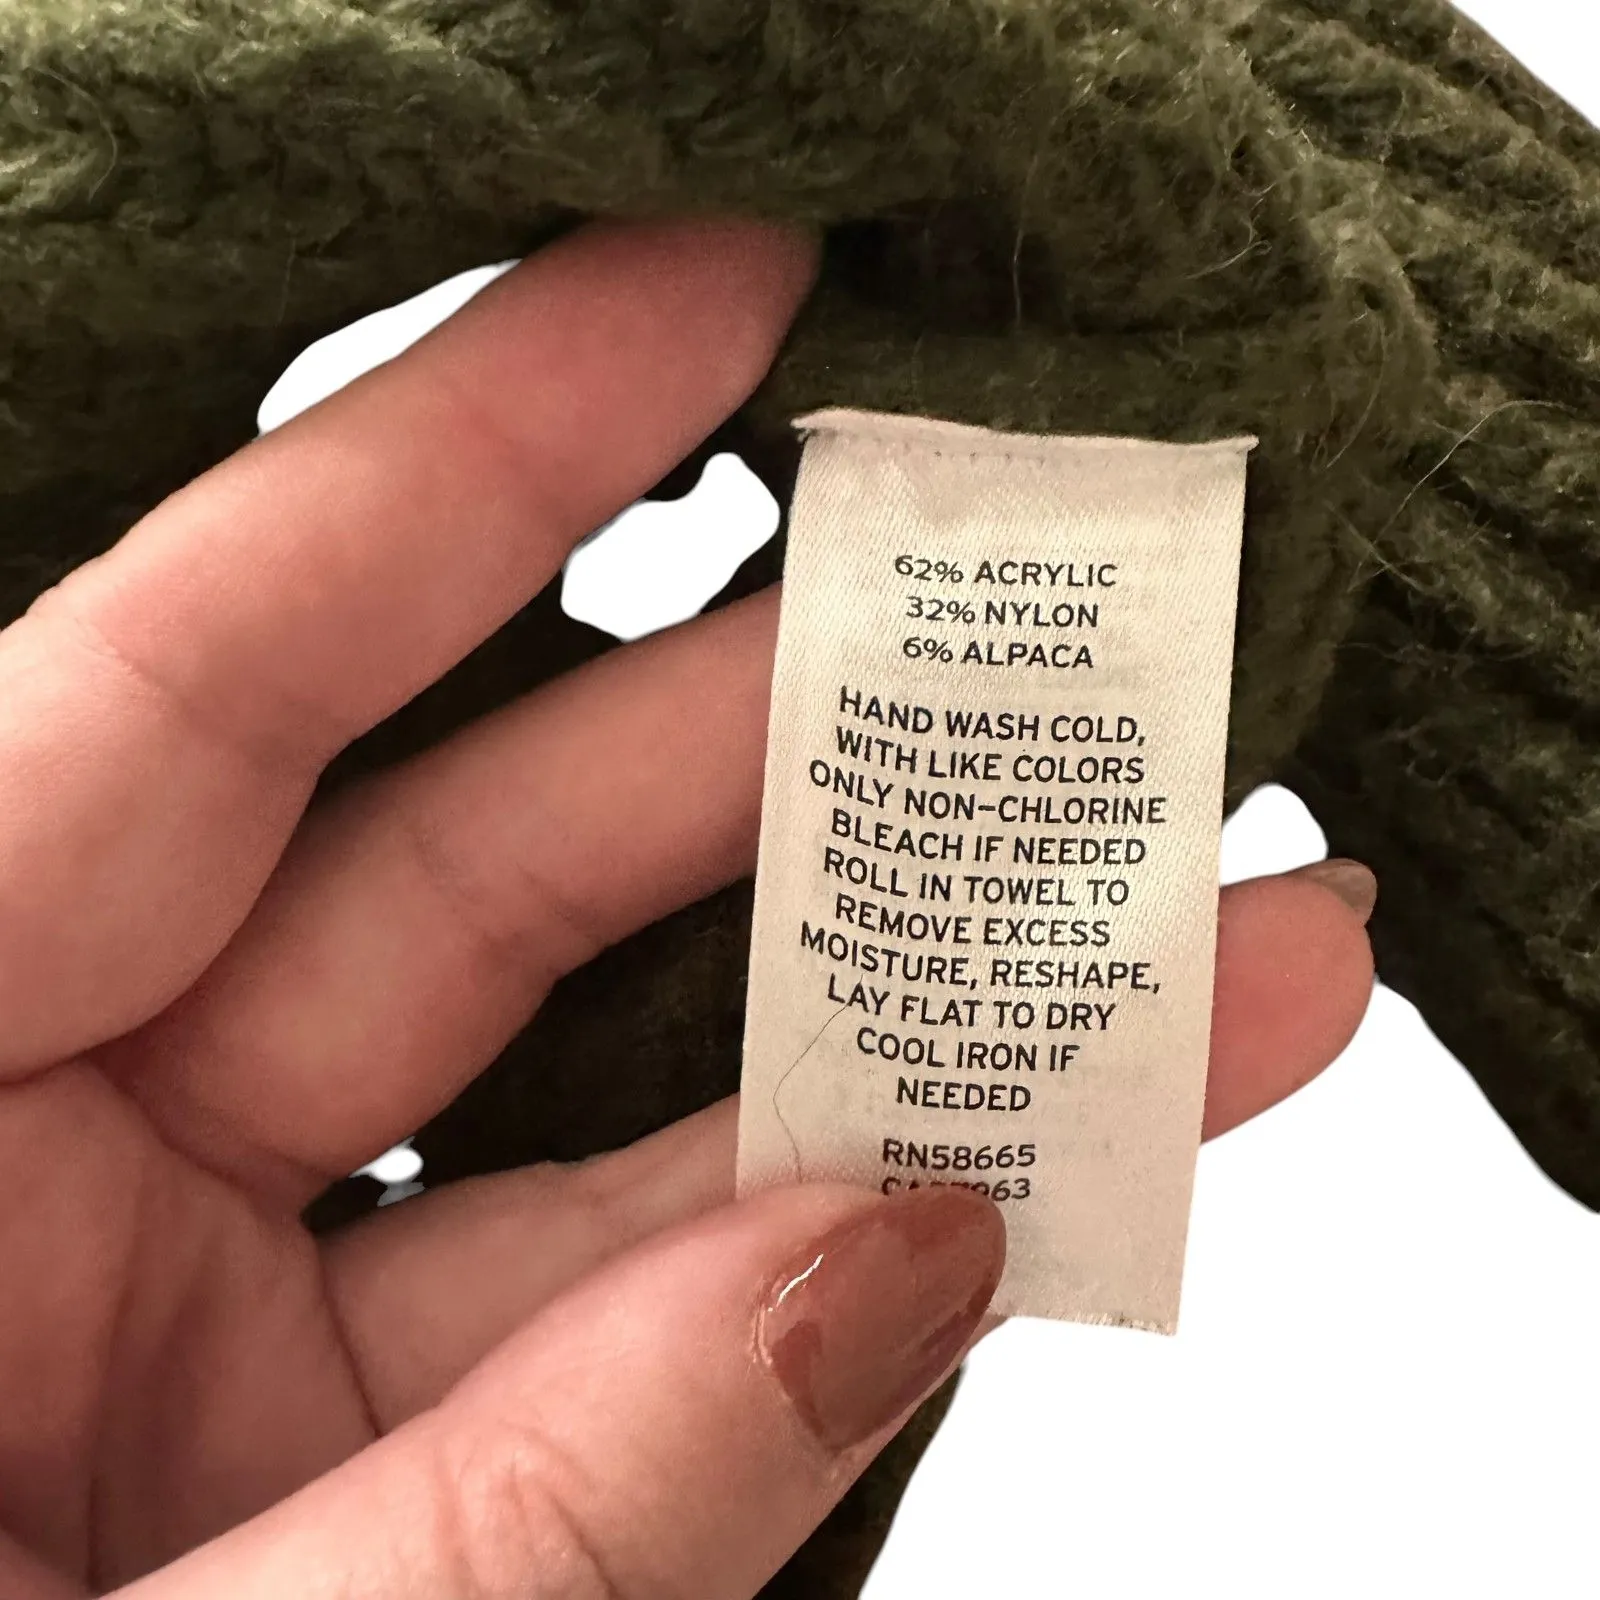 62% ACRYLIC
32% NYLON
6% ALPACA
HAND WASH COLD,
WITH LIKE COLORS
ONLY NON-CHLORINE
BLEACH IF NEEDED
ROLL IN TOWEL TO
REMOVE EXCESS
MOISTURE, RESHAPE,
LAY FLAT TO DRY
COOL IRON IF
NEEDED
RN58665